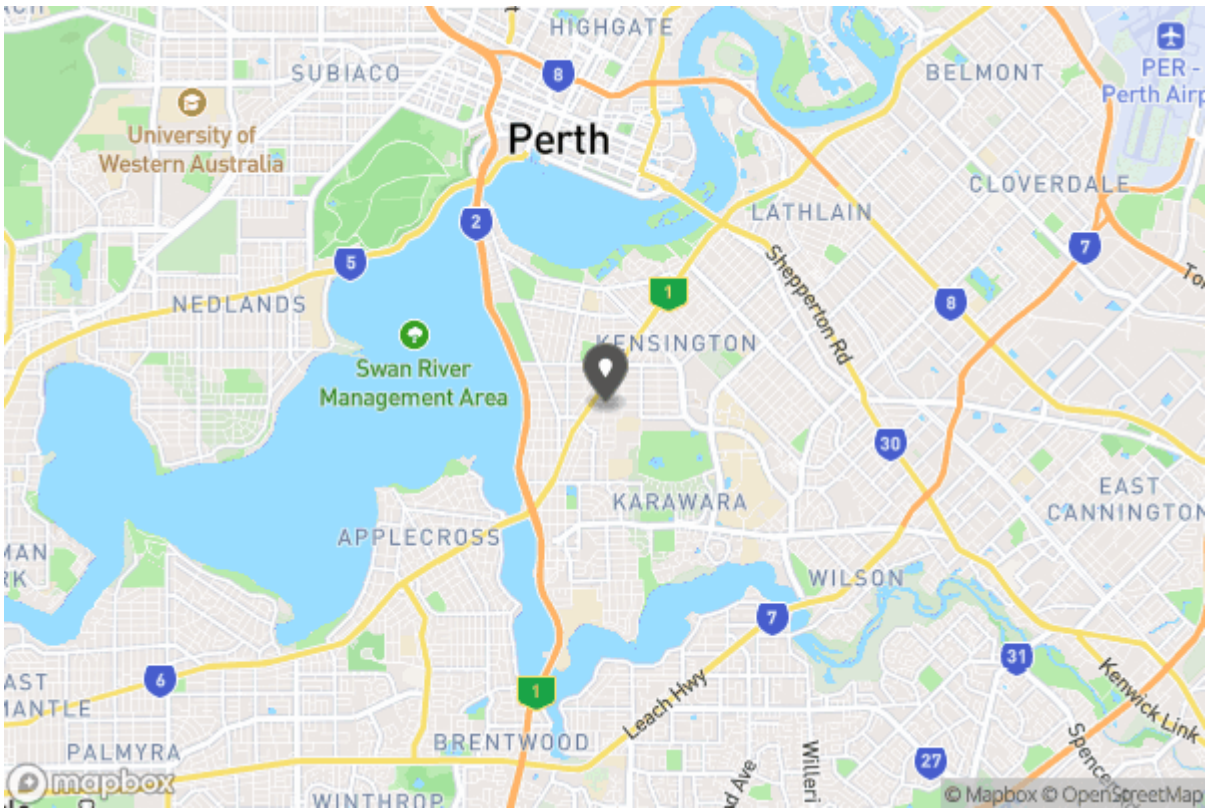 HIGHGATE
SUBIACO
8
BELMONT
PER -
Perth Airp
University of
Western Australia
Perth
CLOVERDALE
2
LATHLAIN
7
5
1
Shepperton Rd
8
NEDLANDS
KENSINGTON
Swan River
Management Area
30
KARAWARA
EAST
CANNINGTON
APPLECROSS
WILSON
7
6
1
31
Leach Hwy
Kenwick Link
AST
MANTLE
PALMYRA
BRENTWOOD
27
mapbox
WINTHROP
© Mapbox © OpenStreetMap